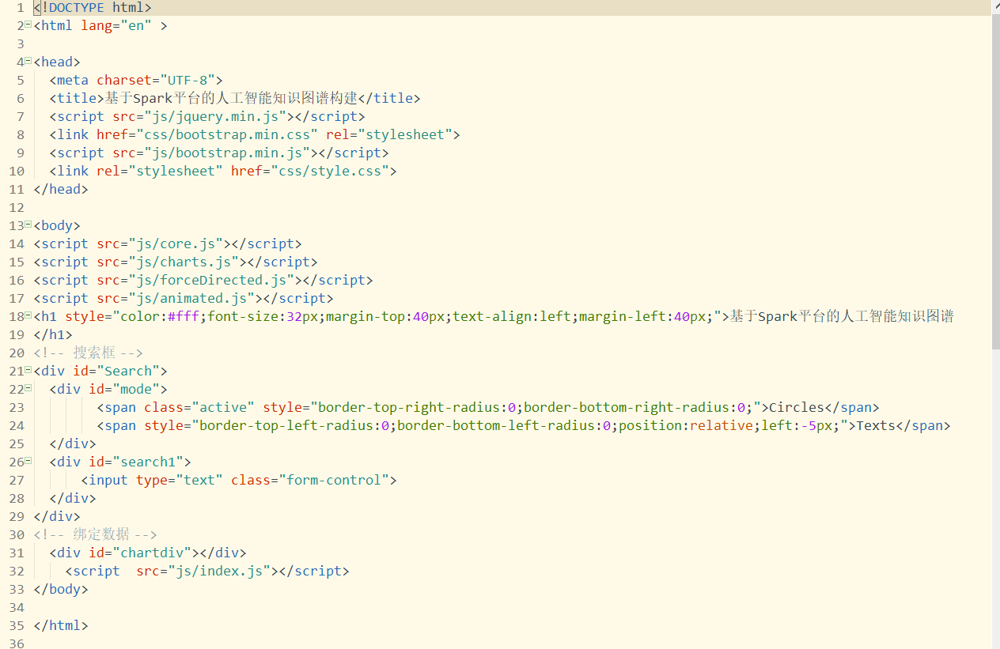 1 <!DOCTYPE html>
2 <html lang="en" >
3
4 <head>
5 <meta charset="UTF-8">
6 <title>基于Spark平台的人工智能知识图谱构建</title>
7 <script src="js/jquery.min.js"></script>
8 <link href="css/bootstrap.min.css" rel="stylesheet">
9 <script src="js/bootstrap.min.js"></script>
10 <link rel="stylesheet" href="css/style.css">
11 </head>
12
13 <body>
14 <script src="js/core.js"></script>
15 <script src="js/charts.js"></script>
16 <script src="js/forceDirected.js"></script>
17 <script src="js/animated.js"></script>
18 <h1 style="color:#fff;font-size:32px;margin-top:40px;text-align:left;margin-left:40px;">基于Spark平台的人工智能知识图谱
19 </h1>
20 <!-- 搜索框 -->
21 <div id="Search">
22 <div id="mode">
23 <span class="active" style="border-top-right-radius:0;border-bottom-right-radius:0;">Circles</span>
24 <span style="border-top-left-radius:0;border-bottom-left-radius:0;position:relative;left:-5px;">Texts</span>
25 </div>
26 <div id="search1">
27 <input type="text" class="form-control">
28 </div>
29 </div>
30 <!-- 绑定数据 -->
31 <div id="chartdiv"></div>
32 <script  src="js/index.js"></script>
33 </body>
34
35 </html>
36